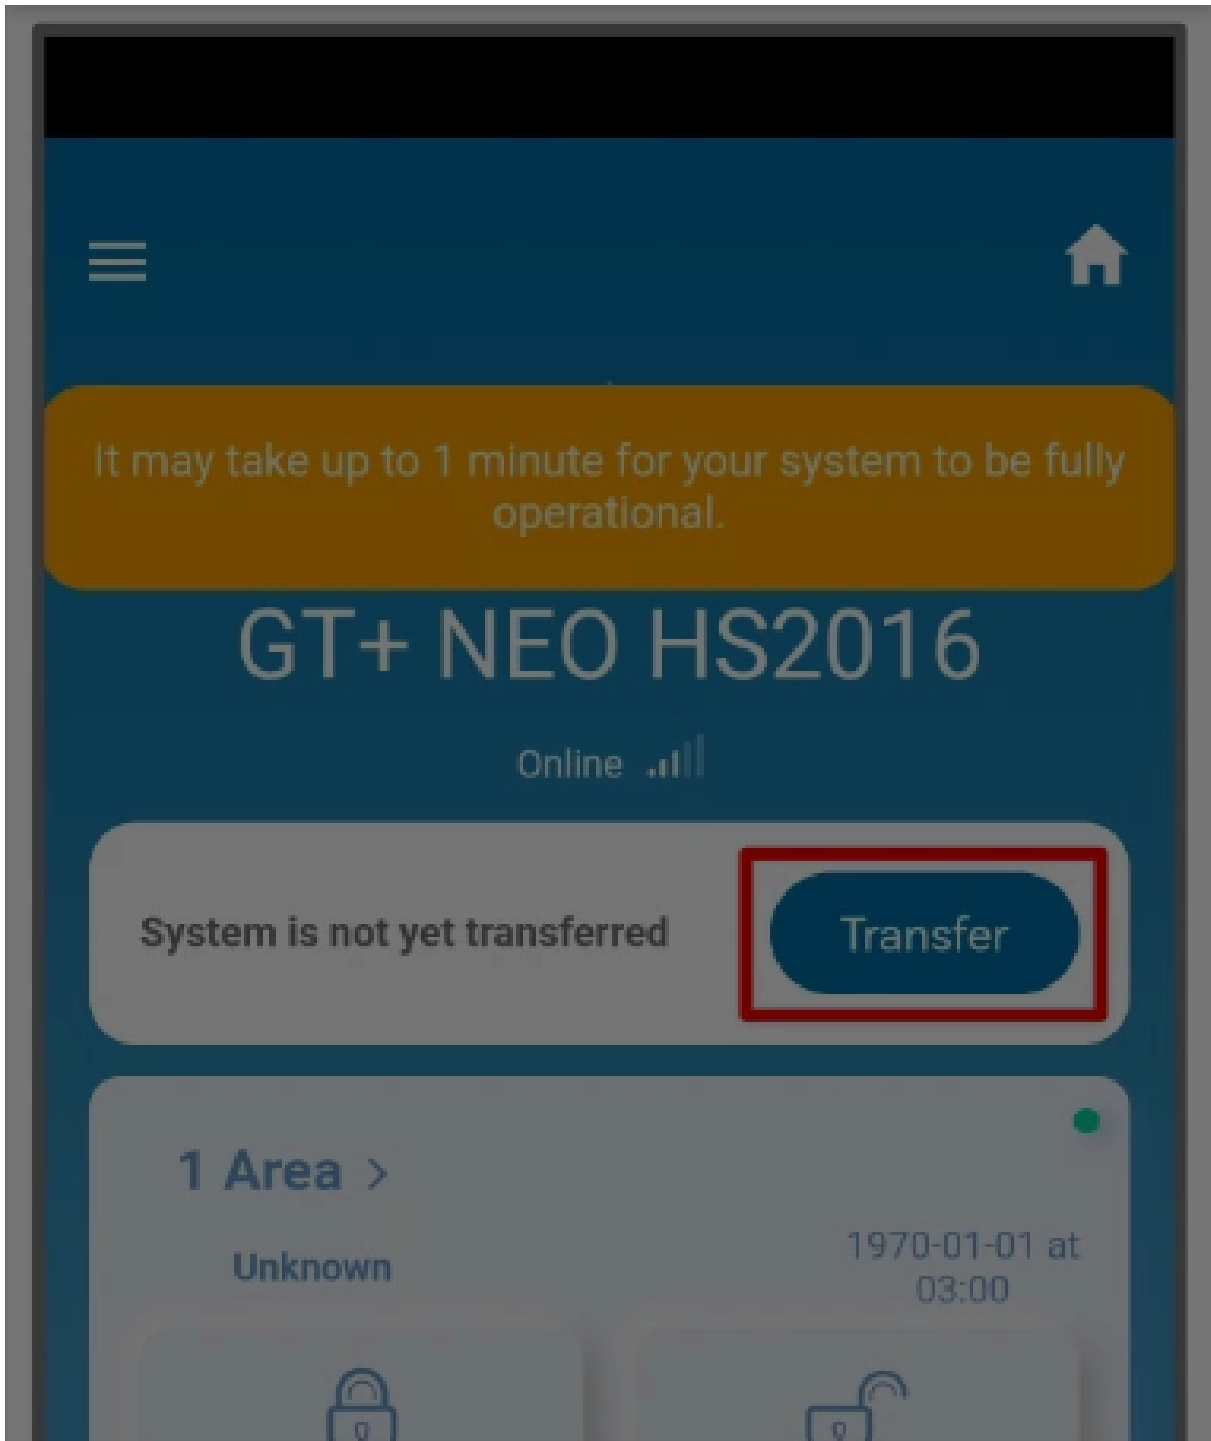 It may take up to 1 minute for your system to be fully
operational.
GT+ NEO HS2016
Online
System is not yet transferred
Transfer
1 Area >
Unknown
1970-01-01 at
03:00